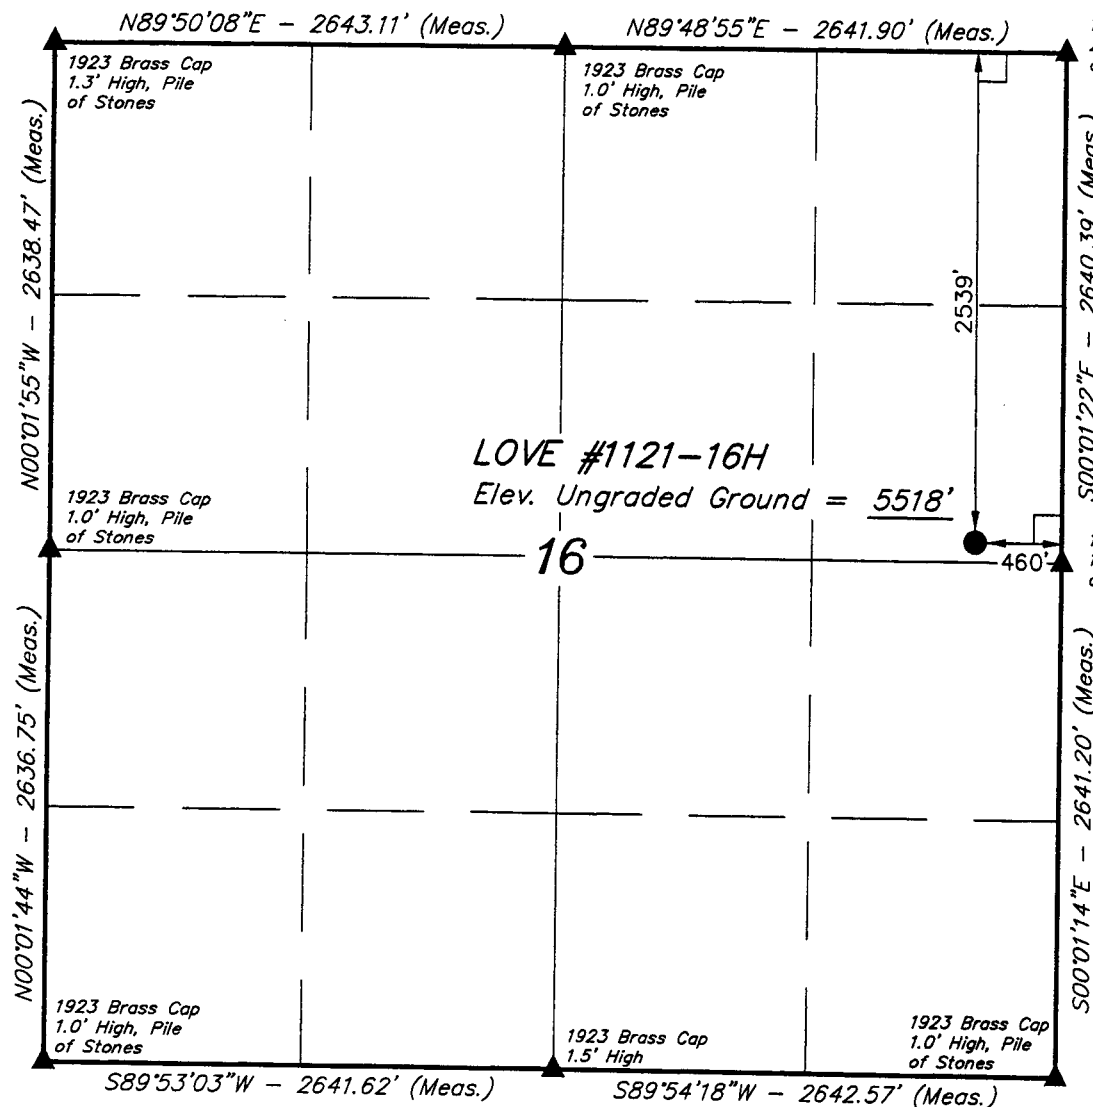 N89°50'08"E - 2643.11' (Meas.)
N89°48'55"E - 2641.90' (Meas.)
1923 Brass Cap
1.3' High, Pile
of Stones
1923 Brass Cap
1.0' High, Pile
of Stones
N00°01'55"W - 2638.47' (Meas.)
S00°01'22"E - 2640.39' (Meas.)
2539'
LOVE #1121-16H
Elev. Ungraded Ground = 5518'
1923 Brass Cap
1.0' High, Pile
of Stones
16
460'
N00°01'44"W - 2636.75' (Meas.)
S00°01'14"E - 2641.20' (Meas.)
1923 Brass Cap
1.0' High, Pile
of Stones
1923 Brass Cap
1.5' High
1923 Brass Cap
1.0' High, Pile
of Stones
S89°53'03"W - 2641.62' (Meas.)
S89°54'18"W - 2642.57' (Meas.)